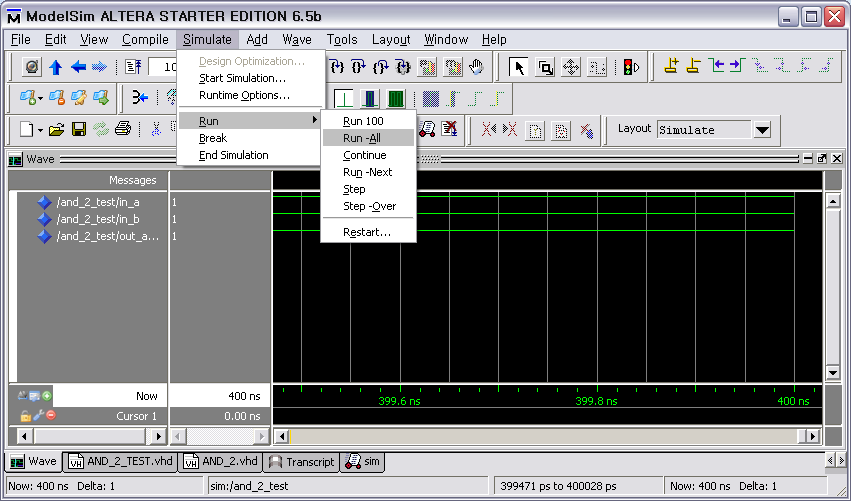 ModelSim ALTERA STARTER EDITION 6.5b
File Edit View Compile Simulate Add Wave Tools Layout Window Help
Design Optimization...
Start Simulation...
Runtime Options...
Run
Break
End Simulation
Run 100
Run -All
Continue
Run -Next
Step
Step -Over
Restart...
10
Layout Simulate
Wave
Messages
/and_2_test/in_a 1
/and_2_test/in_b 1
/and_2_test/out_a... 1
Now 400 ns 399.6 ns 399.8 ns 400 ns
Cursor 1 0.00 ns
Wave AND_2_TEST.vhd AND_2.vhd Transcript sim
Now: 400 ns Delta: 1 sim:/and_2_test 399471 ps to 400028 ps Now: 400 ns Delta: 1